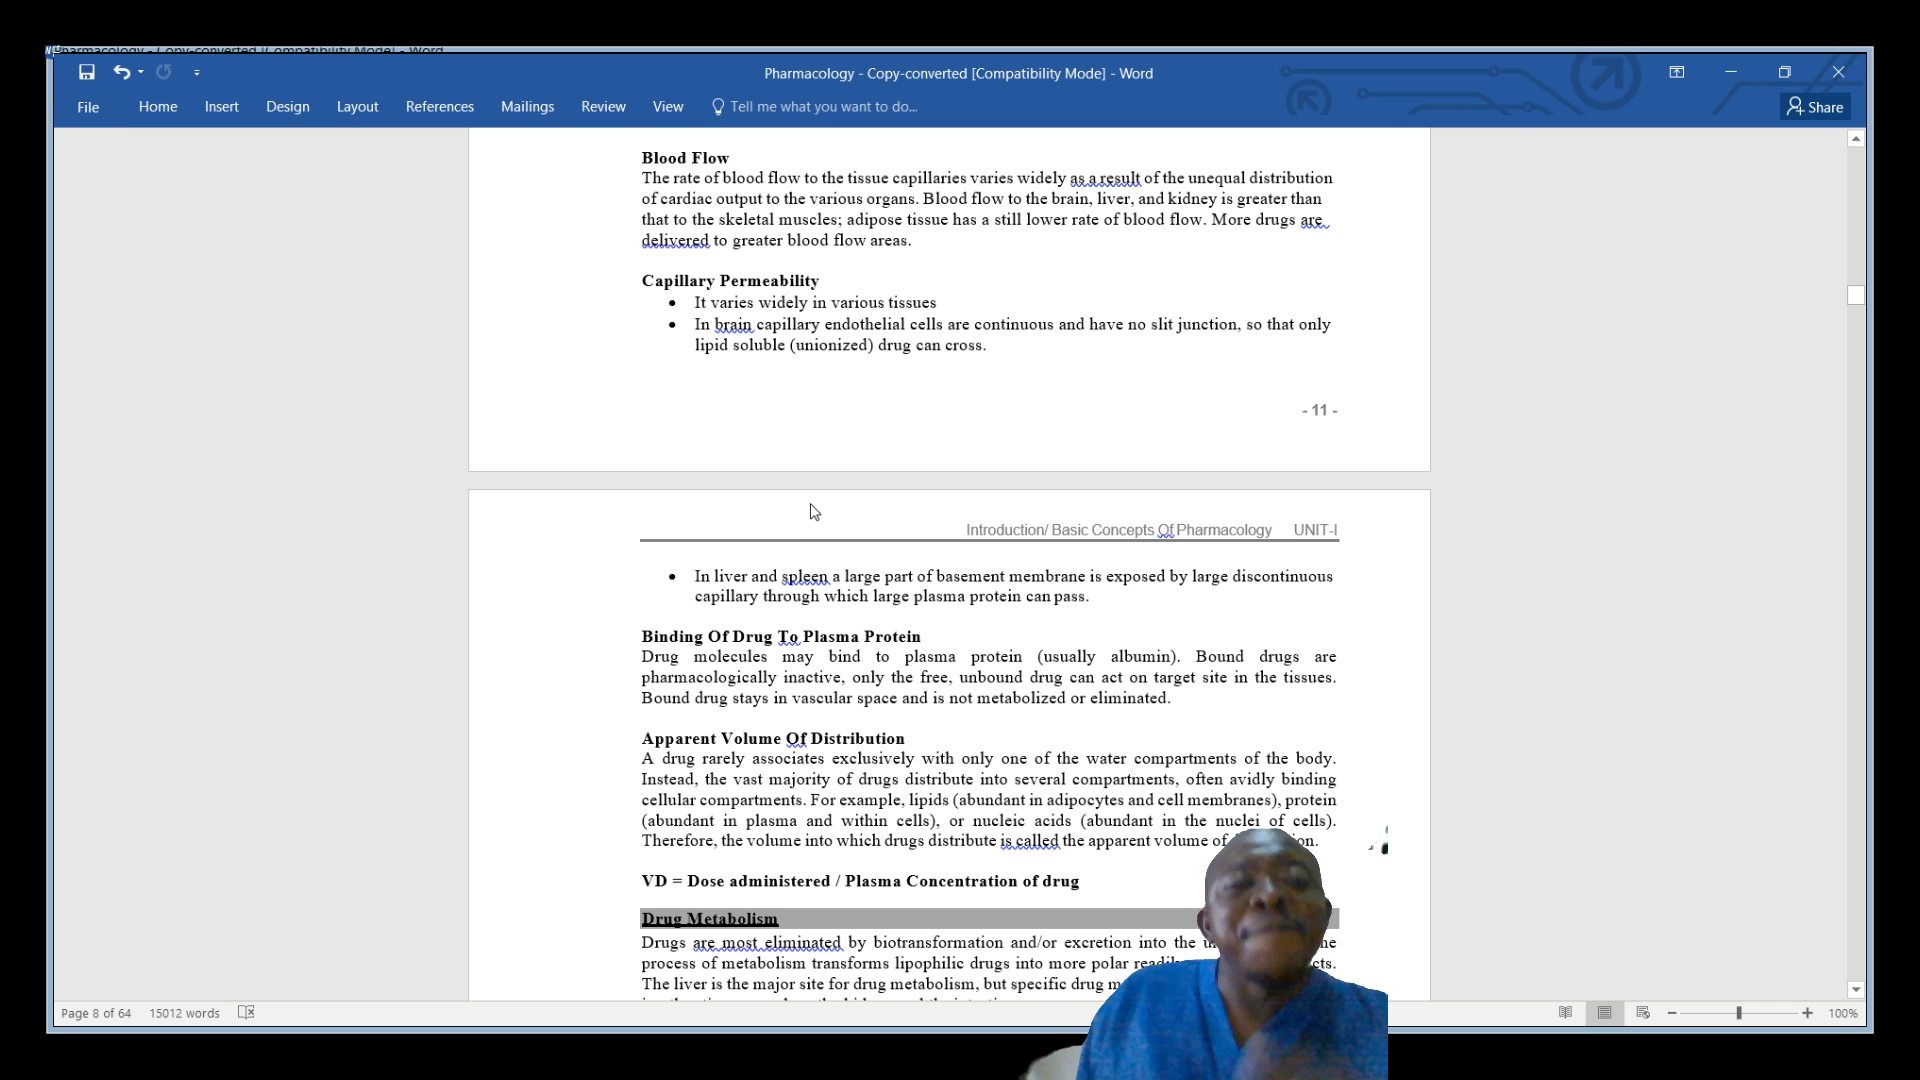 Pharmacology - Copy-converted [Compatibility Mode] - Word
Pharmacology - Copy-converted [Compatibility Mode] - Word
File Home Insert Design Layout References Mailings Review View Tell me what you want to do... Share
Blood Flow
The rate of blood flow to the tissue capillaries varies widely as a result of the unequal distribution
of cardiac output to the various organs. Blood flow to the brain, liver, and kidney is greater than
that to the skeletal muscles; adipose tissue has a still lower rate of blood flow. More drugs are
delivered to greater blood flow areas.
Capillary Permeability
• It varies widely in various tissues
• In brain capillary endothelial cells are continuous and have no slit junction, so that only
lipid soluble (unionized) drug can cross.
- 11 -
Introduction/ Basic Concepts Of Pharmacology UNIT-I
• In liver and spleen a large part of basement membrane is exposed by large discontinuous
capillary through which large plasma protein can pass.
Binding Of Drug To Plasma Protein
Drug molecules may bind to plasma protein (usually albumin). Bound drugs are
pharmacologically inactive, only the free, unbound drug can act on target site in the tissues.
Bound drug stays in vascular space and is not metabolized or eliminated.
Apparent Volume Of Distribution
A drug rarely associates exclusively with only one of the water compartments of the body.
Instead, the vast majority of drugs distribute into several compartments, often avidly binding
cellular compartments. For example, lipids (abundant in adipocytes and cell membranes), protein
(abundant in plasma and within cells), or nucleic acids (abundant in the nuclei of cells).
Therefore, the volume into which drugs distribute is called the apparent volume of
VD = Dose administered / Plasma Concentration of drug
Drug Metabolism
Drugs are most eliminated by biotransformation and/or excretion into the
process of metabolism transforms lipophilic drugs into more polar
The liver is the major site for drug metabolism, but specific drug
Page 8 of 64 15012 words 100%